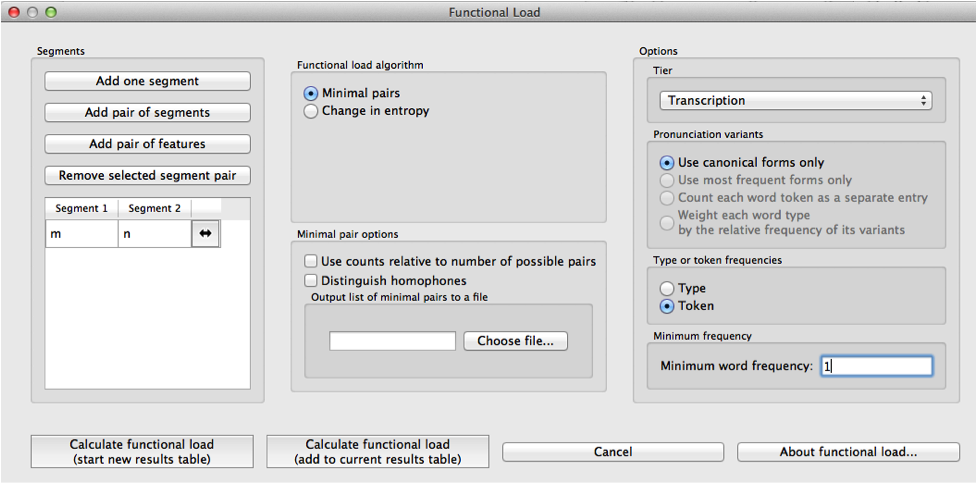 Functional Load
Segments
Add one segment
Add pair of segments
Add pair of features
Remove selected segment pair
Segment 1 Segment 2
m n
Functional load algorithm
Minimal pairs
Change in entropy
Minimal pair options
Use counts relative to number of possible pairs
Distinguish homophones
Output list of minimal pairs to a file
Choose file...
Options
Tier
Transcription
Pronunciation variants
Use canonical forms only
Use most frequent forms only
Count each word token as a separate entry
Weight each word type
by the relative frequency of its variants
Type or token frequencies
Type
Token
Minimum frequency
Minimum word frequency: 1
Calculate functional load
(start new results table)
Calculate functional load
(add to current results table)
Cancel
About functional load...